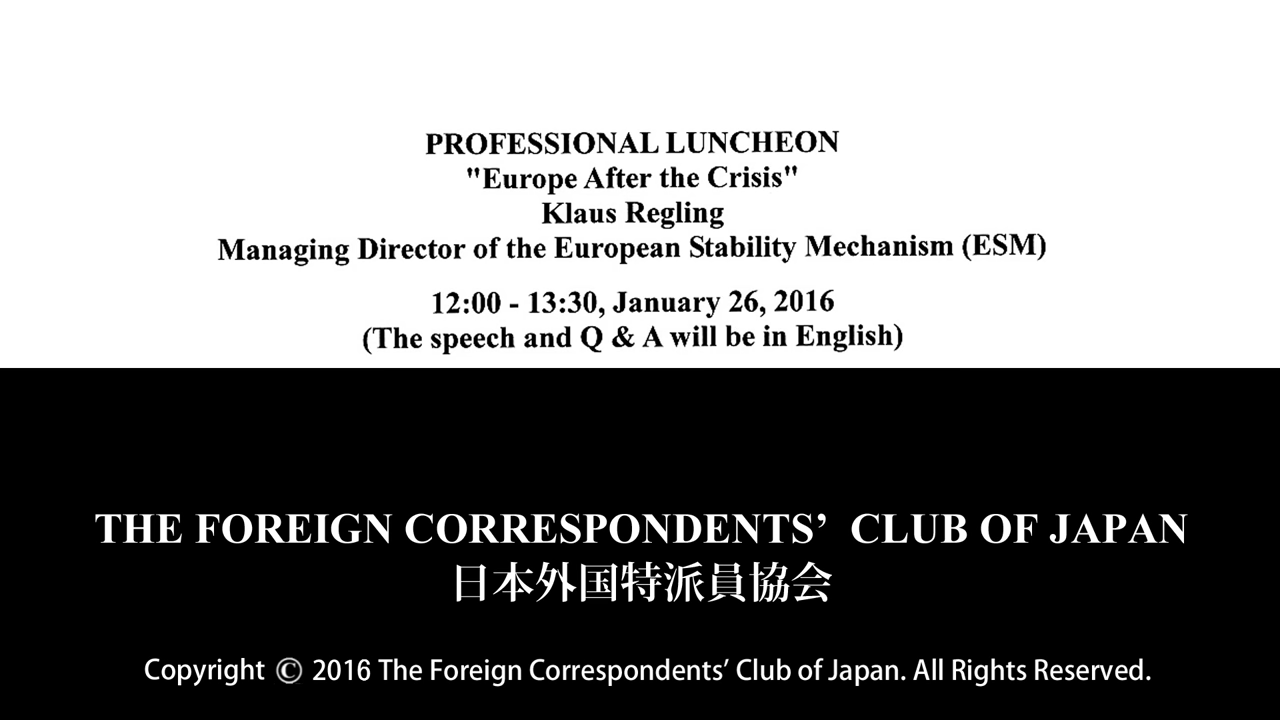 PROFESSIONAL LUNCHEON
"Europe After the Crisis"
Klaus Regling
Managing Director of the European Stability Mechanism (ESM)
12:00 - 13:30, January 26, 2016
(The speech and Q & A will be in English)
THE FOREIGN CORRESPONDENTS’ CLUB OF JAPAN
日本外国特派員協会
Copyright © 2016 The Foreign Correspondents’ Club of Japan. All Rights Reserved.